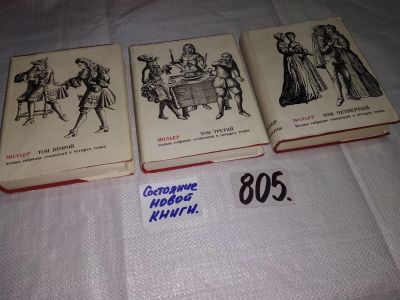 МОЛЬЕР ТОМ ВТОРОЙ
полное собрание сочинений в четырех томах
МОЛЬЕР ТОМ ТРЕТИЙ
полное собрание сочинений в четырех томах
МОЛЬЕР ТОМ ЧЕТВЕРТЫЙ
Полное собрание сочинений в четырех томах
Состояние
новой
книги.
805.